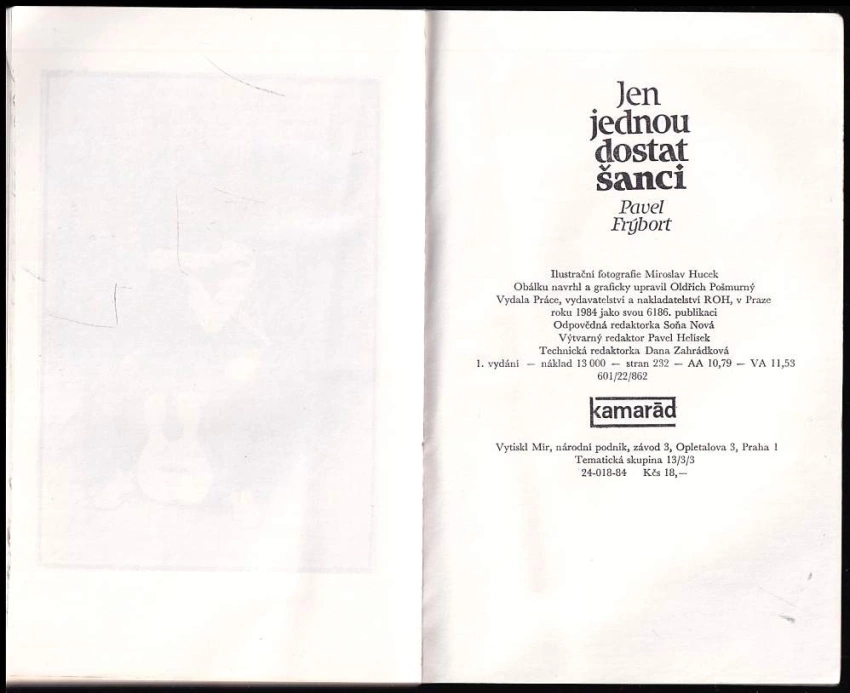 Jen
jednou
dostat
šanci
Pavel
Frýbort
Ilustrační fotografie Miroslav Hucek
Obálku navrhl a graficky upravil Oldřich Pošmurný
Vydala Práce, vydavatelství a nakladatelství ROH, v Praze
roku 1984 jako svou 6186. publikaci
Odpovědná redaktorka Soňa Nová
Výtvarný redaktor Pavel Helísek
Technická redaktorka Dana Zahrádková
1. vydání — náklad 13 000 — stran 232 — AA 10,79 — VA 11,53
601/22/862
kamarād
Vytiskl Mír, národní podnik, závod 3, Opletalova 3, Praha 1
Tematická skupina 13/3/3
24-018-84 Kčs 18,—